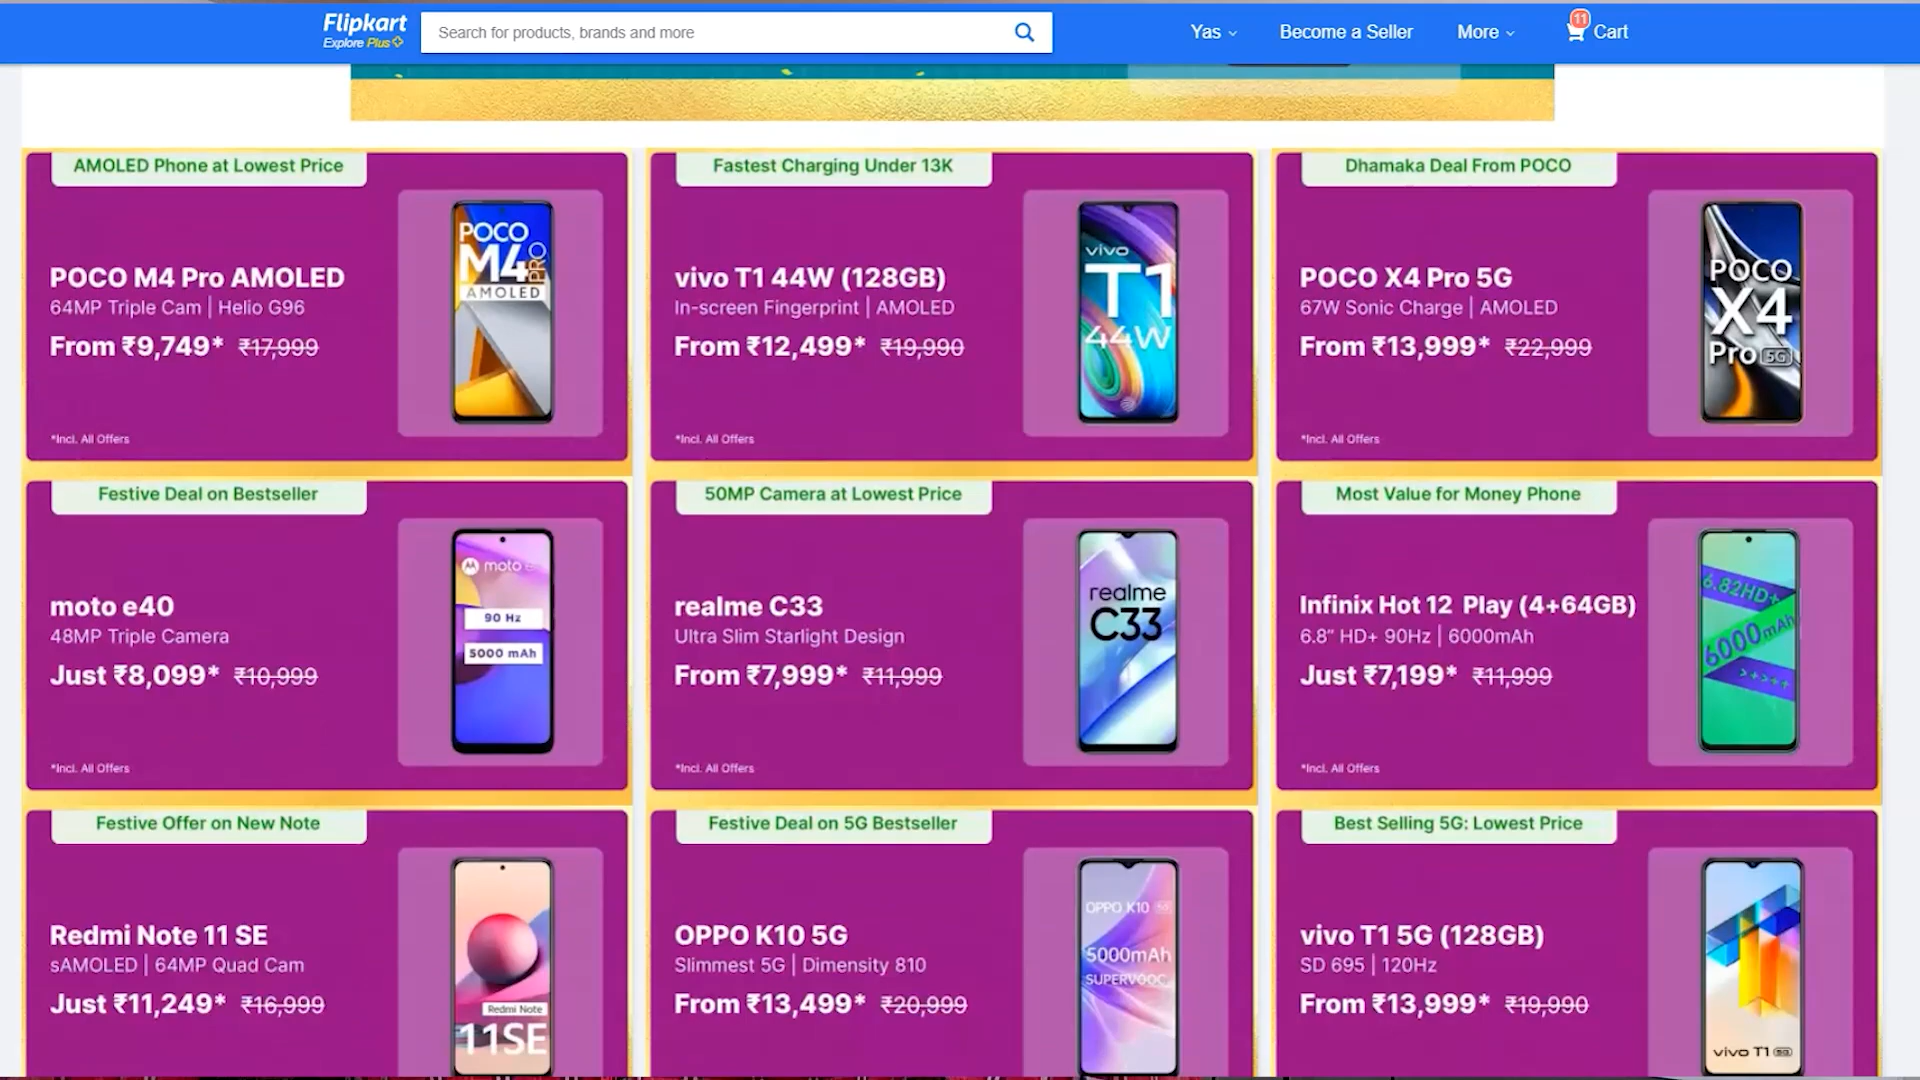 Flipkart
Explore Plus
Search for products, brands and more
Yas
Become a Seller
More
11
Cart
AMOLED Phone at Lowest Price
POCO M4 Pro AMOLED
64MP Triple Cam | Helio G96
From ₹9,749* ₹17,999
*Incl. All Offers
POCO
M4
PRO
AMOLED
Fastest Charging Under 13K
vivo T1 44W (128GB)
In-screen Fingerprint | AMOLED
From ₹12,499* ₹19,990
*Incl. All Offers
vivo
T1
44W
Dhamaka Deal From POCO
POCO X4 Pro 5G
67W Sonic Charge | AMOLED
From ₹13,999* ₹22,999
*Incl. All Offers
POCO
X4
Pro 5G
Festive Deal on Bestseller
moto e40
48MP Triple Camera
Just ₹8,099* ₹10,999
*Incl. All Offers
moto e
90 Hz
5000 mAh
50MP Camera at Lowest Price
realme C33
Ultra Slim Starlight Design
From ₹7,999* ₹11,999
*Incl. All Offers
realme
C33
Most Value for Money Phone
Infinix Hot 12 Play (4+64GB)
6.8” HD+ 90Hz | 6000mAh
Just ₹7,199* ₹11,999
*Incl. All Offers
6.82HD+
6000mAh
Festive Offer on New Note
Redmi Note 11 SE
sAMOLED | 64MP Quad Cam
Just ₹11,249* ₹16,999
Redmi Note
11SE
Festive Deal on 5G Bestseller
OPPO K10 5G
Slimmest 5G | Dimensity 810
From ₹13,499* ₹20,999
OPPO K10 5G
5000mAh
SUPERVOOC
Best Selling 5G: Lowest Price
vivo T1 5G (128GB)
SD 695 | 120Hz
From ₹13,999* ₹19,990
vivo T1 5G